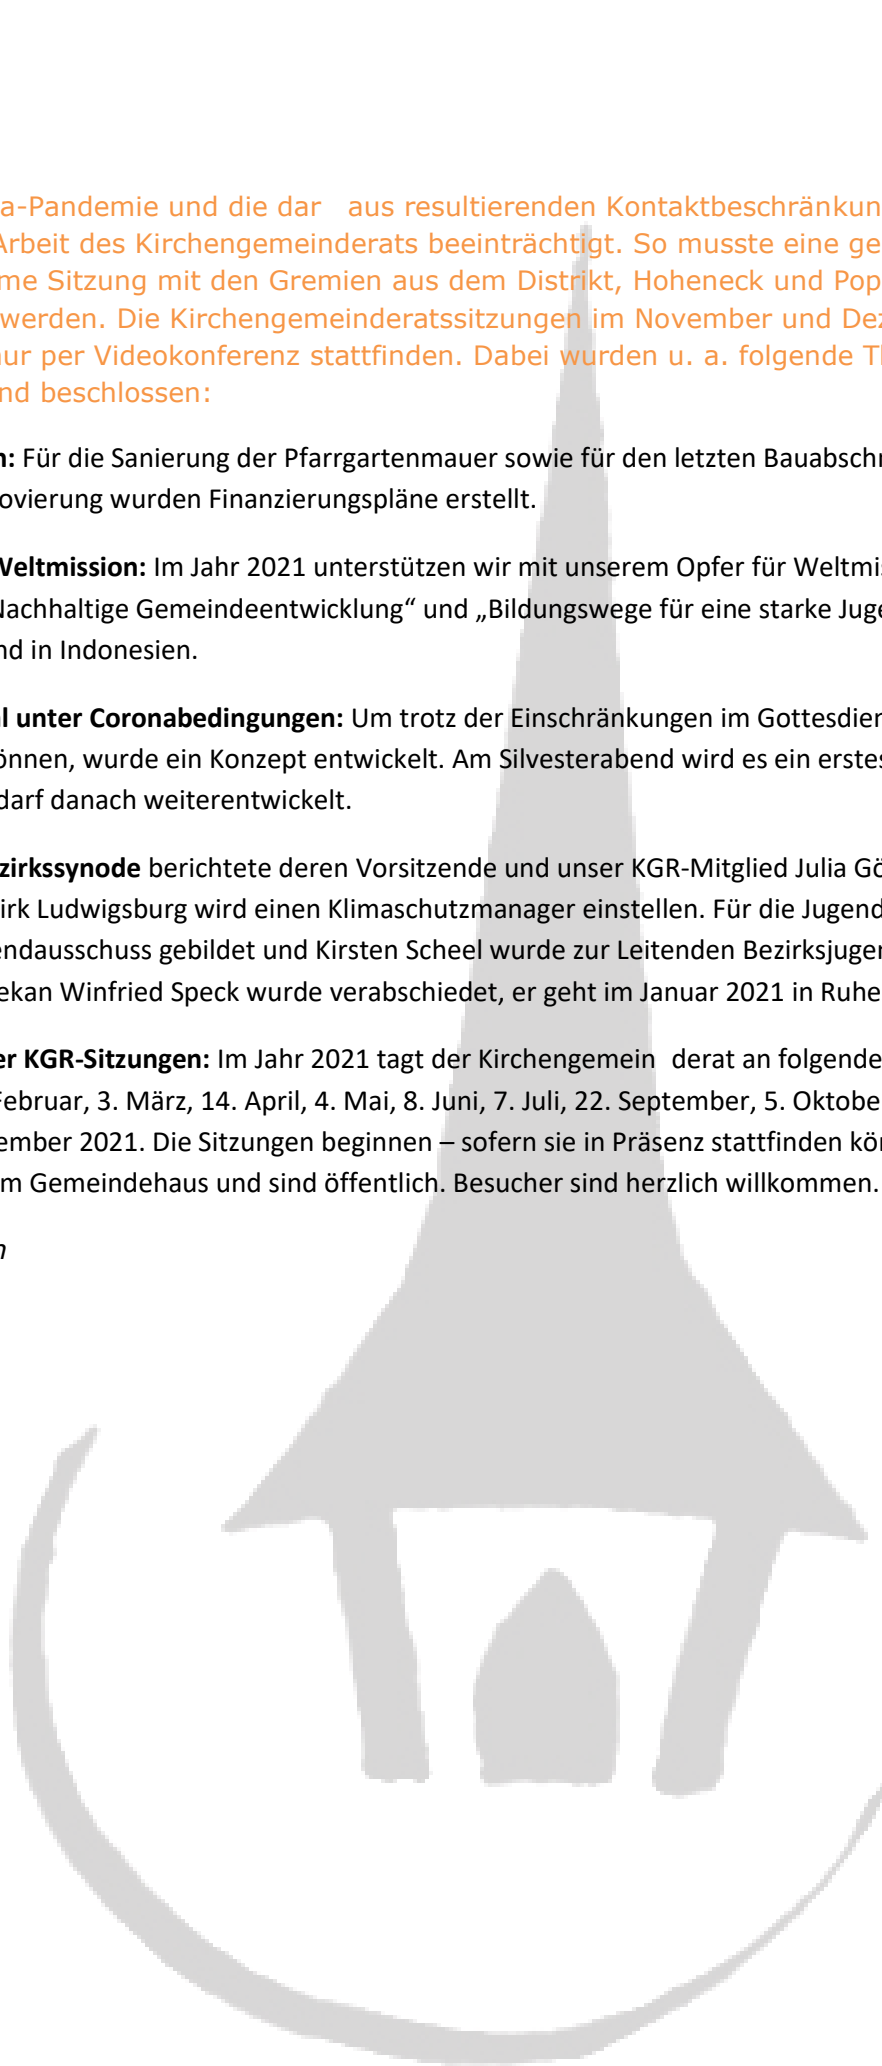 a-Pandemie und die dar aus resultierenden Kontaktbeschränkun
Arbeit des Kirchengemeinderats beeinträchtigt. So musste eine ge
me Sitzung mit den Gremien aus dem Distrikt, Hoheneck und Pop
werden. Die Kirchengemeinderatssitzungen im November und Dez
nur per Videokonferenz stattfinden. Dabei wurden u. a. folgende T
nd beschlossen:
n: Für die Sanierung der Pfarrgartenmauer sowie für den letzten Bauabschn
ovierung wurden Finanzierungspläne erstellt.
Weltmission: Im Jahr 2021 unterstützen wir mit unserem Opfer für Weltmis
Nachhaltige Gemeindeentwicklung“ und „Bildungswege für eine starke Juge
nd in Indonesien.
l unter Coronabedingungen: Um trotz der Einschränkungen im Gottesdien
önnen, wurde ein Konzept entwickelt. Am Silvesterabend wird es ein erstes
darf danach weiterentwickelt.
zirkssynode berichtete deren Vorsitzende und unser KGR-Mitglied Julia Gö
irk Ludwigsburg wird einen Klimaschutzmanager einstellen. Für die Jugend
endausschuss gebildet und Kirsten Scheel wurde zur Leitenden Bezirksjuger
ekan Winfried Speck wurde verabschiedet, er geht im Januar 2021 in Ruhe
er KGR-Sitzungen: Im Jahr 2021 tagt der Kirchengemein derat an folgende
Februar, 3. März, 14. April, 4. Mai, 8. Juni, 7. Juli, 22. September, 5. Oktobe
ember 2021. Die Sitzungen beginnen – sofern sie in Präsenz stattfinden kör
m Gemeindehaus und sind öffentlich. Besucher sind herzlich willkommen.
n